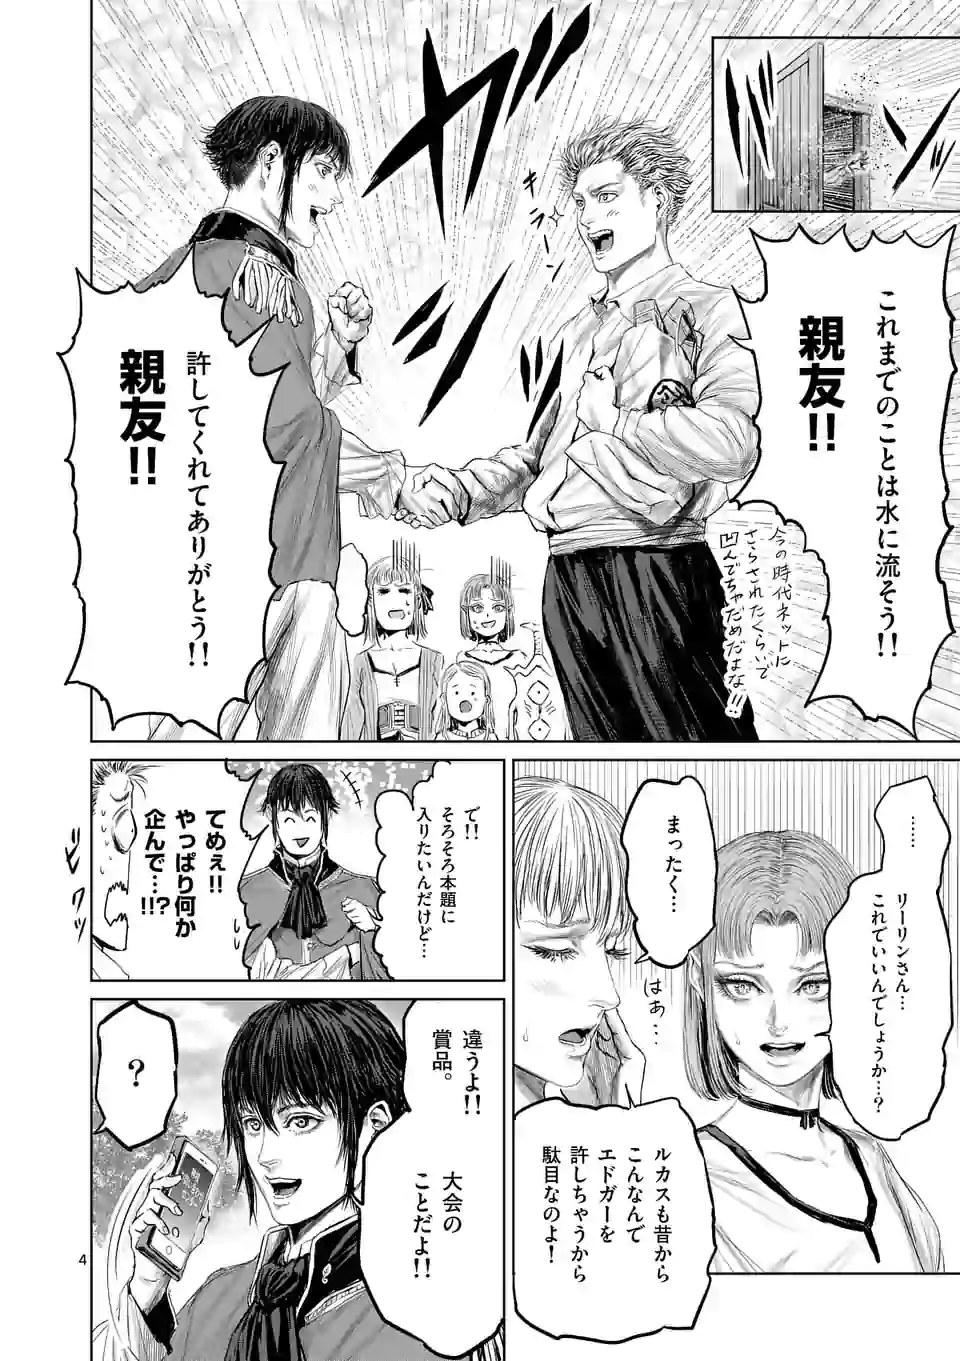 これまでのことは水に流そう!!
親友!!
ガッ
キラッ
許してくれてありがとう!!
親友!!
今の時代ネットに
さらされたくらいで
凹んでちゃだめだよな!!
……
リーリンさん…
これでいいんでしょうか…?
まったく…
はあ…
ルカスも昔から
こんなんで
エドガーを
許しちゃうから
駄目なのよ!
で!!
そろそろ本題に
入りたいんだけど…
てめぇ!!
やっぱり何か
企んで…!!?
ビクッ
違うよ!!
賞品。
大会の
ことだよ!!
?
4